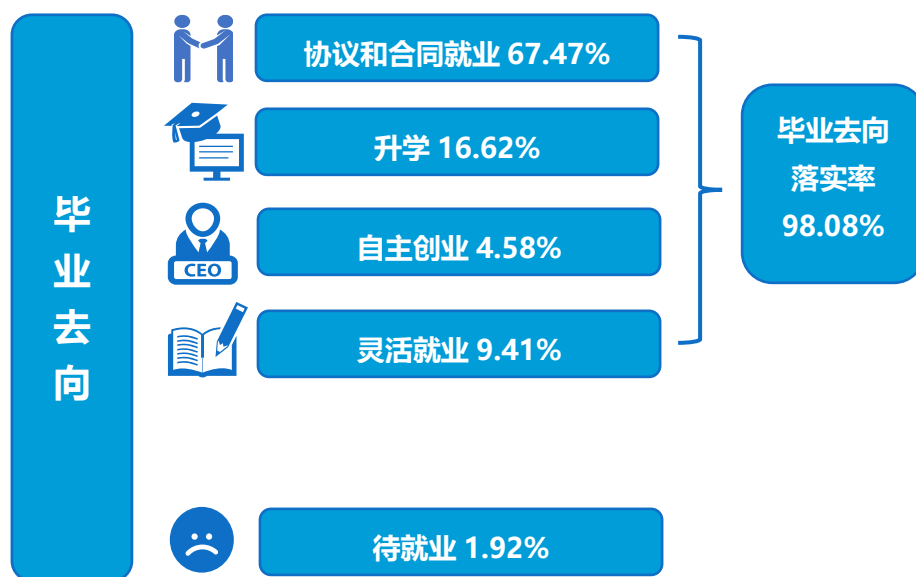 毕业去向
协议和合同就业 67.47%
升学 16.62%
CEO
自主创业 4.58%
灵活就业 9.41%
待就业 1.92%
毕业去向
落实率
98.08%